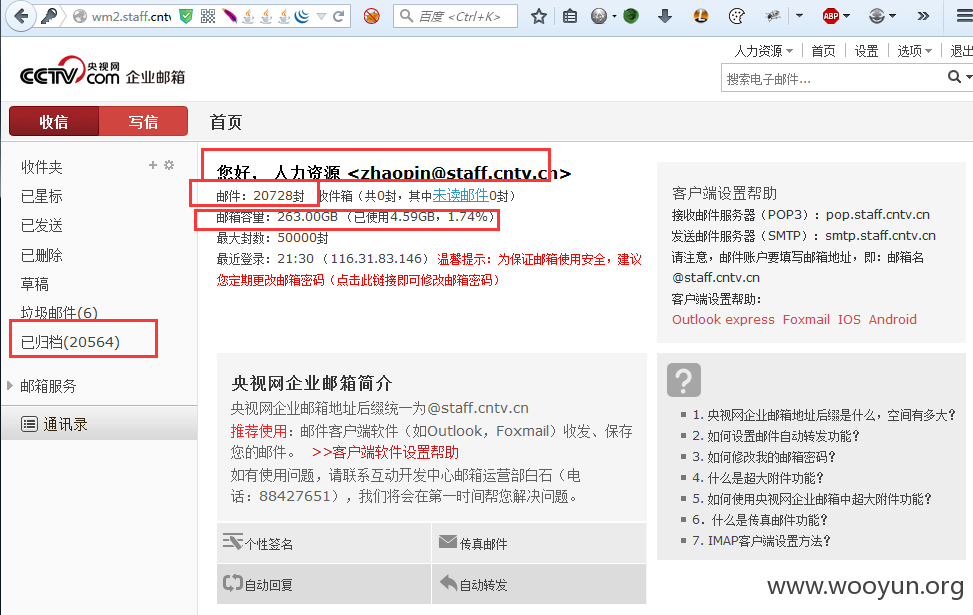 wm2.staff.cntv
百度 <Ctrl+K>
ABP
人力资源 首页 设置 选项 退出
CCTV.com 央视网 企业邮箱
搜索电子邮件...
收信 写信 首页
收件夹
已星标
已发送
已删除
草稿
垃圾邮件(6)
已归档(20564)
邮箱服务
通讯录
您好， 人力资源 <zhaopin@staff.cntv.cn>
邮件：20728封 收件箱（共0封，其中未读邮件0封）
邮箱容量：263.00GB（已使用4.59GB，1.74%）
最大封数：50000封
最近登录：21:30（116.31.83.146）温馨提示：为保证邮箱使用安全，建议
您定期更改邮箱密码（点击此链接即可修改邮箱密码）
客户端设置帮助
接收邮件服务器（POP3）：pop.staff.cntv.cn
发送邮件服务器（SMTP）：smtp.staff.cntv.cn
请注意，邮件账户要填写邮箱地址，即：邮箱名
@staff.cntv.cn
客户端设置帮助：
Outlook express Foxmail IOS Android
央视网企业邮箱简介
央视网企业邮箱地址后缀统一为@staff.cntv.cn
推荐使用：邮件客户端软件（如Outlook，Foxmail）收发、保存
您的邮件。 >>客户端软件设置帮助
如有使用问题，请联系互动开发中心邮箱运营部白石（电
话：88427651），我们将会在第一时间帮您解决问题。
个性签名 传真邮件
自动回复 自动转发
?
1. 央视网企业邮箱地址后缀是什么，空间有多大？
2. 如何设置邮件自动转发功能？
3. 如何修改我的邮箱密码？
4. 什么是超大附件功能？
5. 如何使用央视网企业邮箱中超大附件功能？
6. 什么是传真邮件功能？
7. IMAP客户端设置方法？
www.wooyun.org